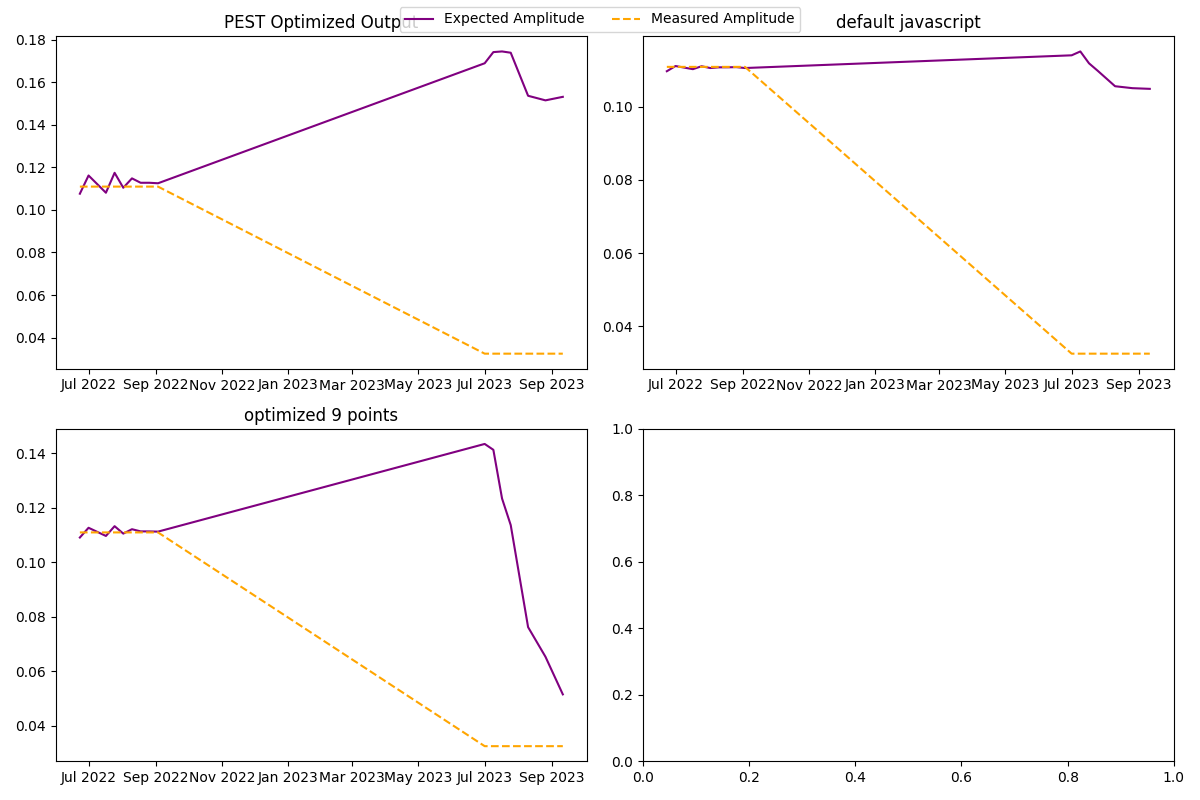 PEST Optimized Output
Expected Amplitude
Measured Amplitude
default javascript
0.18
0.16
0.14
0.12
0.10
0.08
0.06
0.04
Jul 2022 Sep 2022 Nov 2022 Jan 2023 Mar 2023 May 2023 Jul 2023 Sep 2023
0.10
0.08
0.06
0.04
Jul 2022 Sep 2022 Nov 2022 Jan 2023 Mar 2023 May 2023 Jul 2023 Sep 2023
optimized 9 points
0.14
0.12
0.10
0.08
0.06
0.04
Jul 2022 Sep 2022 Nov 2022 Jan 2023 Mar 2023 May 2023 Jul 2023 Sep 2023
1.0
0.8
0.6
0.4
0.2
0.0
0.0 0.2 0.4 0.6 0.8 1.0